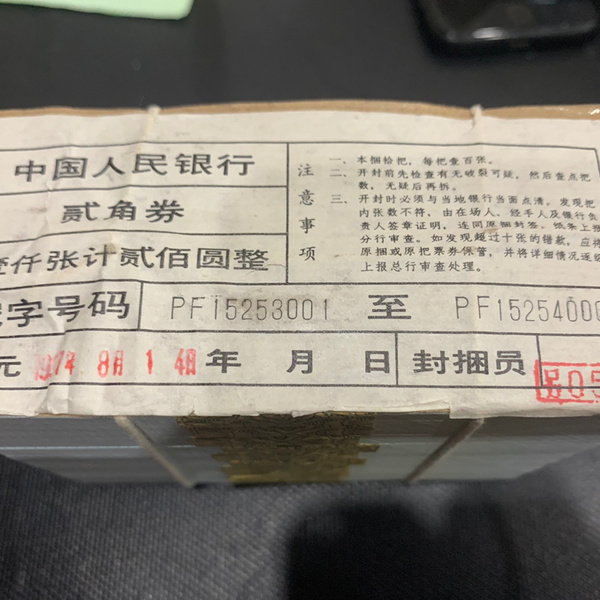 中国人民银行
贰角券
壹仟张计贰佰圆整
字号码 PF15253001 至 PF1525400
元 8月14日 年 月 日 封捆员 05
注意事项
一、本捆拾把，每把壹百张。
二、开封前先检查有无破裂可疑，然后查点把
数，无疑后再拆。
三、开封时必须与当地银行当面点清，发现把
内张数不符，由在场人、经手人及银行负
责人签章证明，连同原捆封签、纸条上报
分行审查。如发现超过十张的错款，应将
原捆或原把票券保管，并将详细情况逐级
上报总行审查处理。